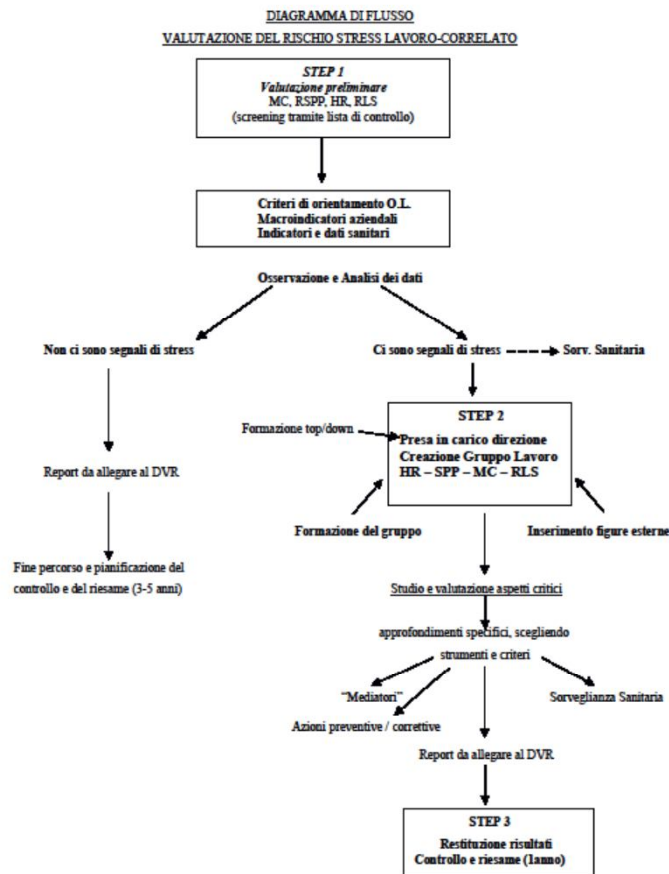 DIAGRAMMA DI FLUSSO
VALUTAZIONE DEL RISCHIO STRESS LAVORO-CORRELATO
STEP 1
Valutazione preliminare
MC, RSPP, HR, RLS
(screening tramite lista di controllo)
Criteri di orientamento O.L.
Macroindicatori aziendali
Indicatori e dati sanitari
Osservazione e Analisi dei dati
Non ci sono segnali di stress
Ci sono segnali di stress
Sorv. Sanitaria
STEP 2
Presa in carico direzione
Creazione Gruppo Lavoro
HR – SPP – MC – RLS
Formazione top/down
Report da allegare al DVR
Formazione del gruppo
Inserimento figure esterne
Fine percorso e pianificazione del
controllo e del riesame (3-5 anni)
Studio e valutazione aspetti critici
approfondimenti specifici, scegliendo
strumenti e criteri
“Mediatori”
Sorveglianza Sanitaria
Azioni preventive / correttive
Report da allegare al DVR
STEP 3
Restituzione risultati
Controllo e riesame (1anno)